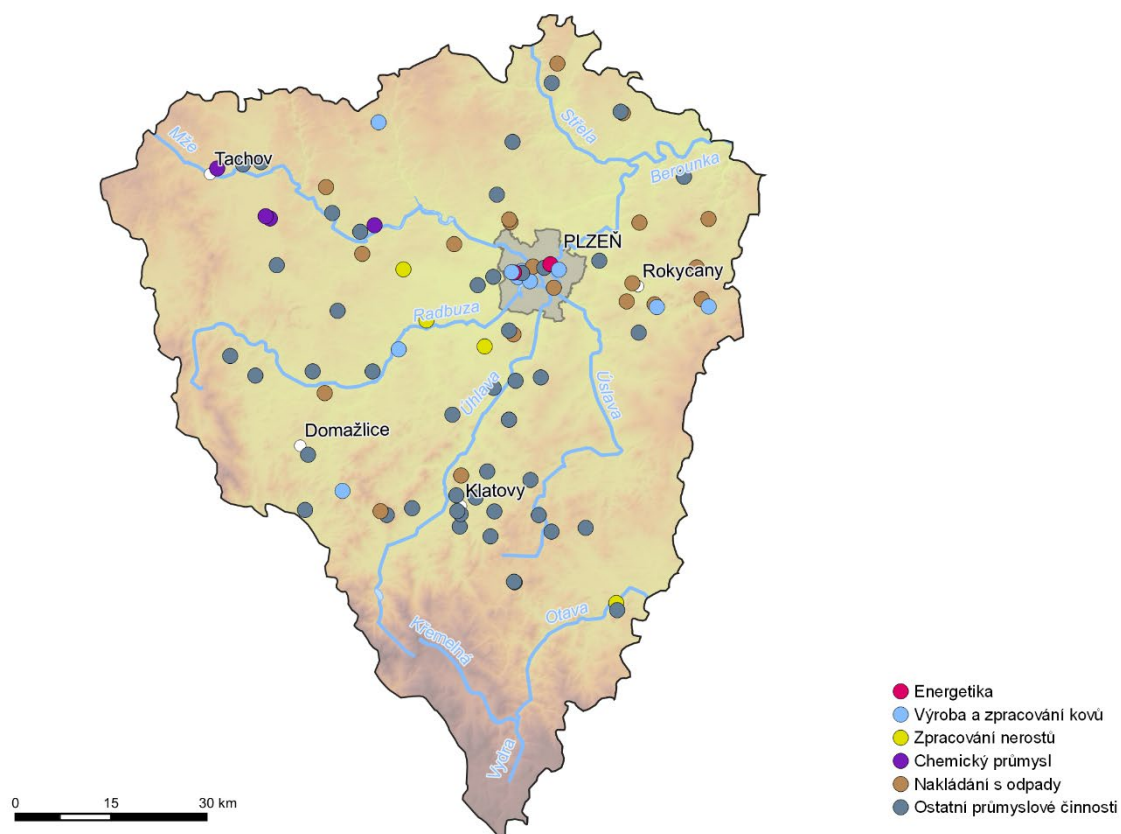 Střela
Mže
Tachov
Berounka
PLZEŇ
Rokycany
Radbuza
Úhlava
Úslava
Domažlice
Klatovy
Otava
Křemelná
Vydra
Energetika
Výroba a zpracování kovů
Zpracování nerostů
Chemický průmysl
Nakládání s odpady
Ostatní průmyslové činnosti
0 15 30 km